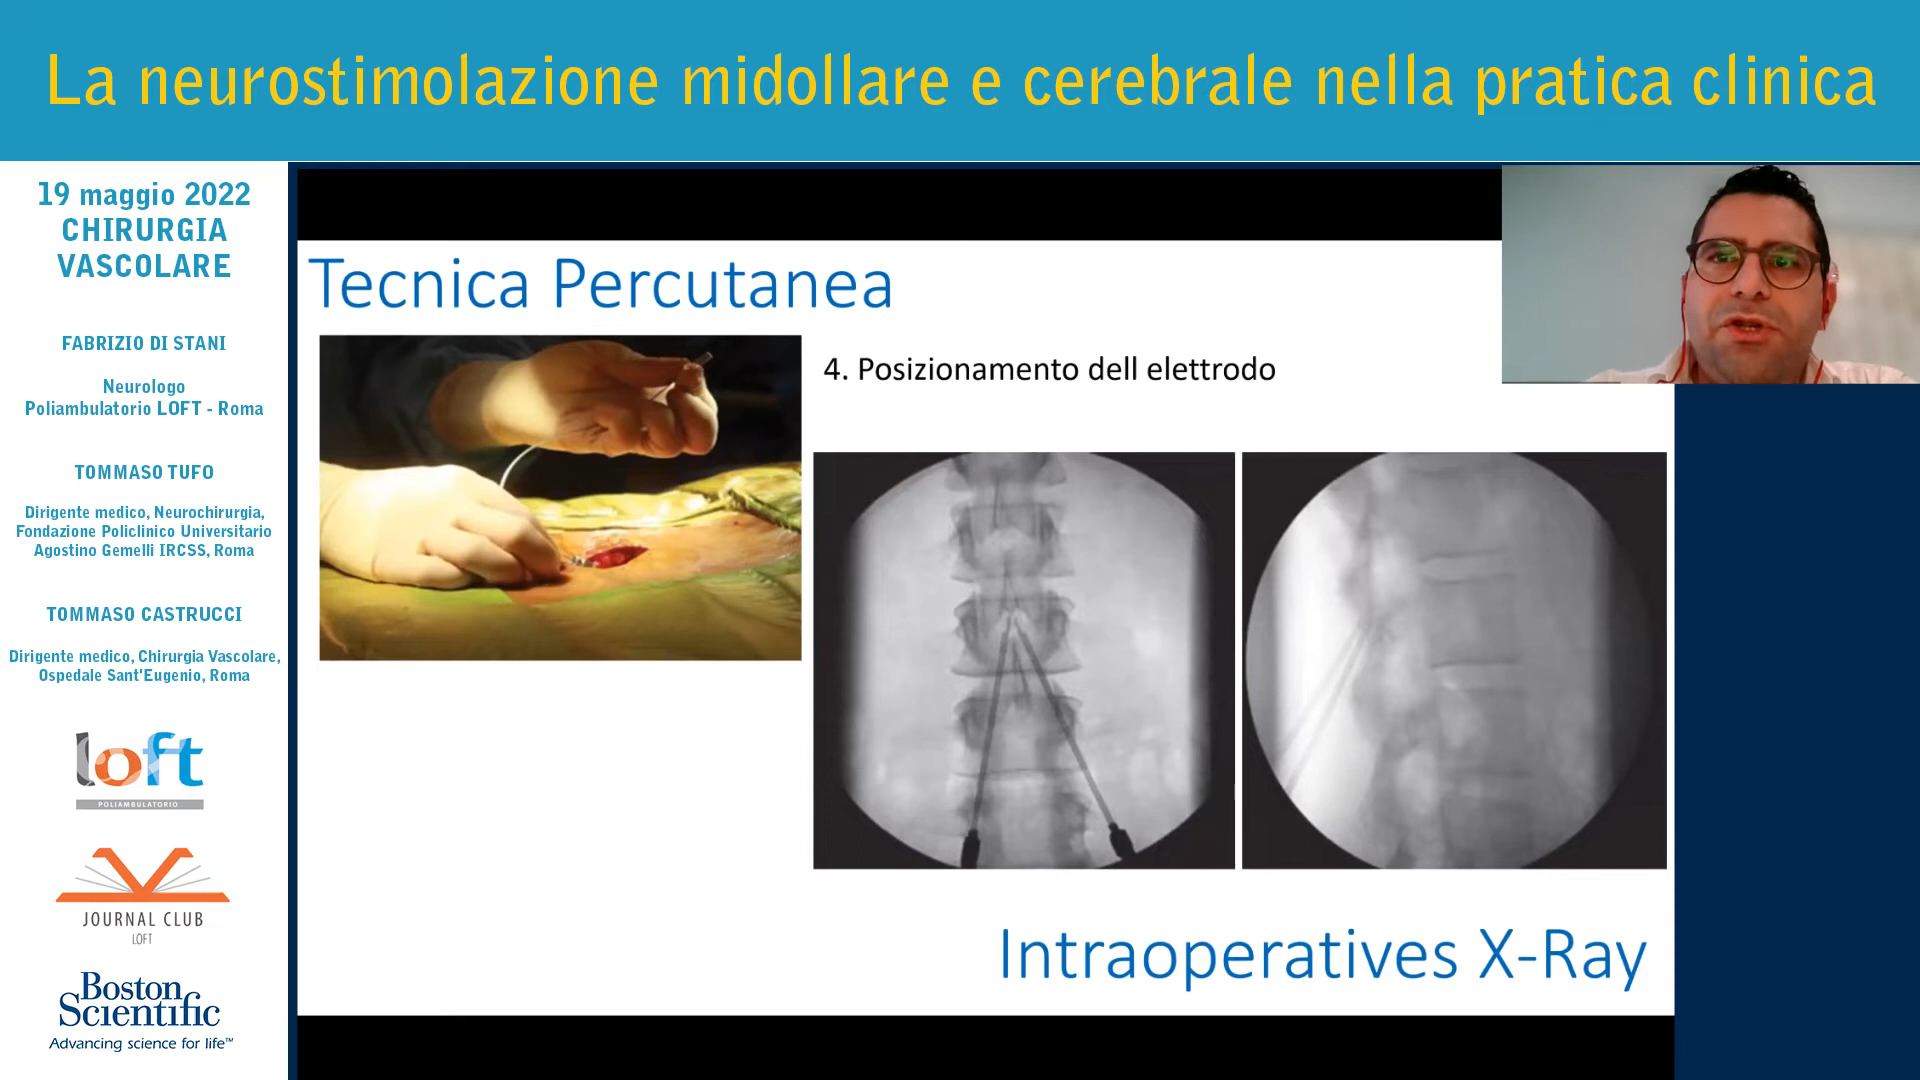 La neurostimolazione midollare e cerebrale nella pratica clinica
19 maggio 2022
CHIRURGIA
VASCOLARE
FABRIZIO DI STANI
Neurologo
Poliambulatorio LOFT - Roma
TOMMASO TUFO
Dirigente medico, Neurochirurgia,
Fondazione Policlinico Universitario
Agostino Gemelli IRCSS, Roma
TOMMASO CASTRUCCI
Dirigente medico, Chirurgia Vascolare,
Ospedale Sant'Eugenio, Roma
loft
POLIAMBULATORIO
JOURNAL CLUB
LOFT
Boston
Scientific
Advancing science for life™
Tecnica Percutanea
4. Posizionamento dell elettrodo
Intraoperatives X-Ray